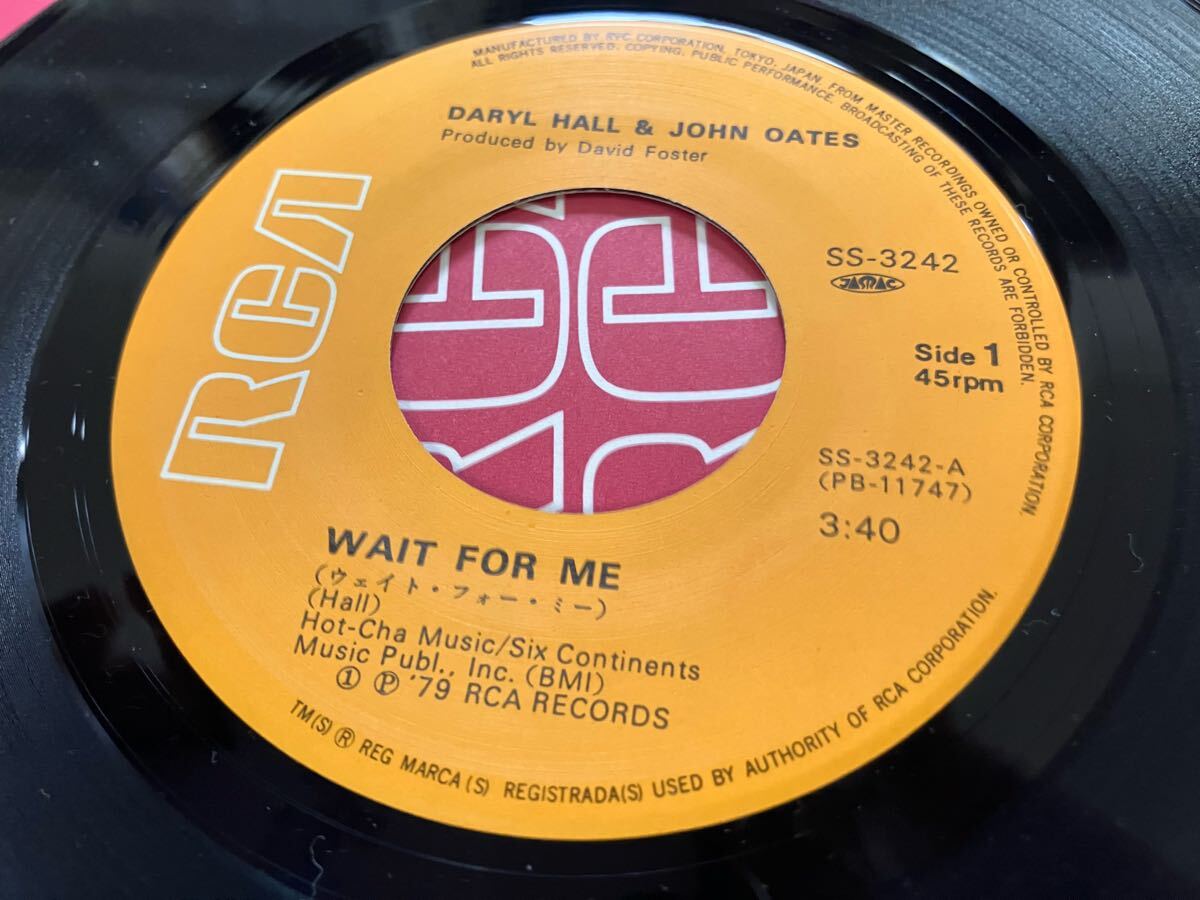 MANUFACTURED BY RVC CORPORATION, TOKYO, JAPAN, FROM MASTER RECORDINGS OWNED OR CONTROLLED BY RCA CORPORATION.
ALL RIGHTS RESERVED. COPYING, PUBLIC PERFORMANCE, BROADCASTING OF THESE RECORDS ARE FORBIDDEN.
DARYL HALL & JOHN OATES
Produced by David Foster
RCA
SS-3242
JASRAC
Side 1
45rpm
SS-3242-A
(PB-11747)
3:40
WAIT FOR ME
(ウェイト・フォー・ミー)
(Hall)
Hot-Cha Music/Six Continents
Music Publ., Inc. (BMI)
① ℗ '79 RCA RECORDS
TM(S) ® REG MARCA(S) REGISTRADA(S) USED BY AUTHORITY OF RCA CORPORATION.